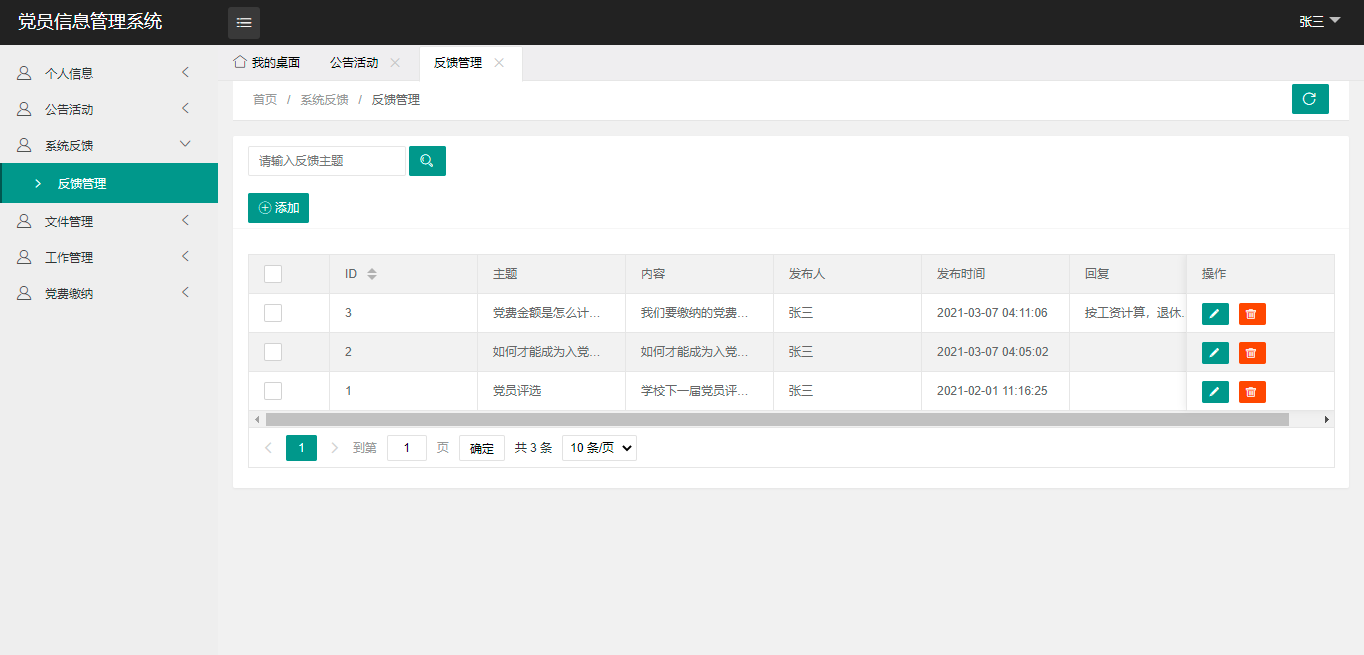 党员信息管理系统
张三
个人信息
公告活动
系统反馈
反馈管理
文件管理
工作管理
党费缴纳
我的桌面 公告活动 反馈管理
首页 / 系统反馈 / 反馈管理
请输入反馈主题
添加
ID 主题 内容 发布人 发布时间 回复 操作
3 党费金额是怎么计... 我们要缴纳的党费... 张三 2021-03-07 04:11:06 按工资计算，退休.
2 如何才能成为入党... 如何才能成为入党... 张三 2021-03-07 04:05:02
1 党员评选 学校下一届党员评... 张三 2021-02-01 11:16:25
1 到第 1 页 确定 共 3 条 10 条/页